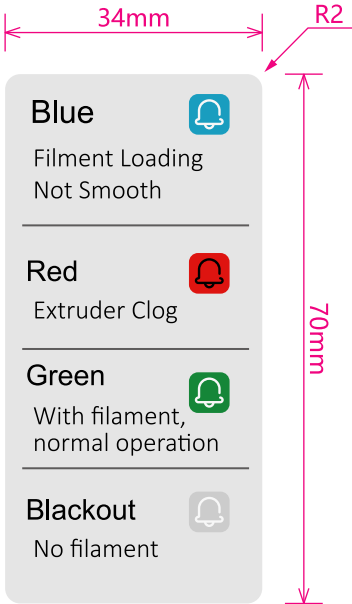 34mm
R2
Blue
Filment Loading
Not Smooth
Red
Extruder Clog
70mm
Green
With filament,
normal operation
Blackout
No filament